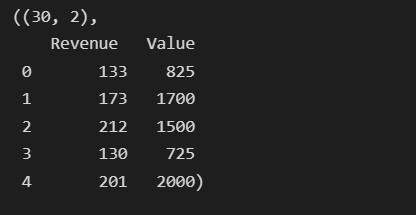 ((30, 2),
Revenue Value
0 133 825
1 173 1700
2 212 1500
3 130 725
4 201 2000)